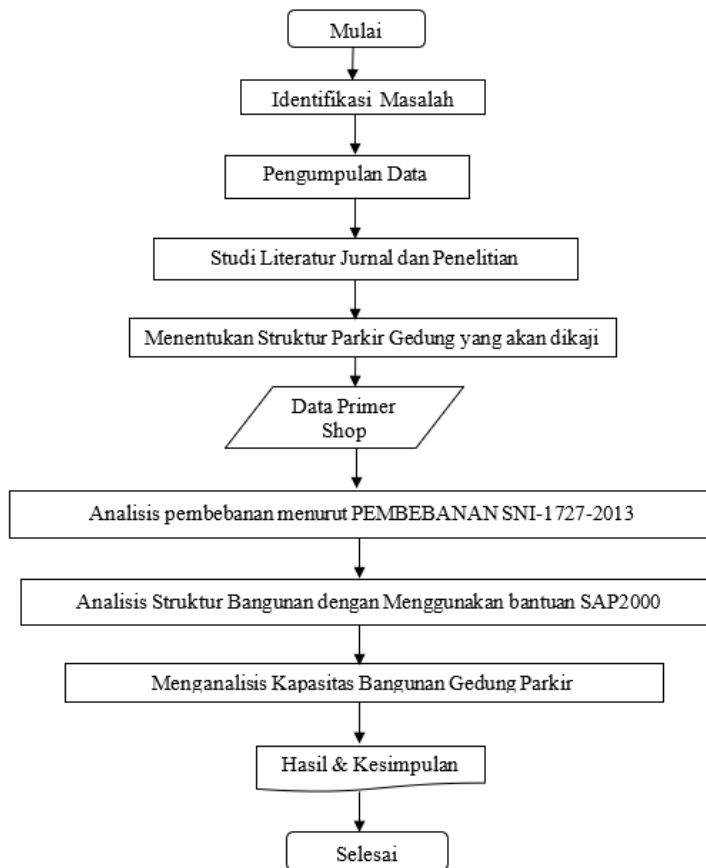 Mulai
Identifikasi Masalah
Pengumpulan Data
Studi Literatur Jurnal dan Penelitian
Menentukan Struktur Parkir Gedung yang akan dikaji
Data Primer
Shop
Analisis pembebanan menurut PEMBEBANAN SNI-1727-2013
Analisis Struktur Bangunan dengan Menggunakan bantuan SAP2000
Menganalisis Kapasitas Bangunan Gedung Parkir
Hasil & Kesimpulan
Selesai